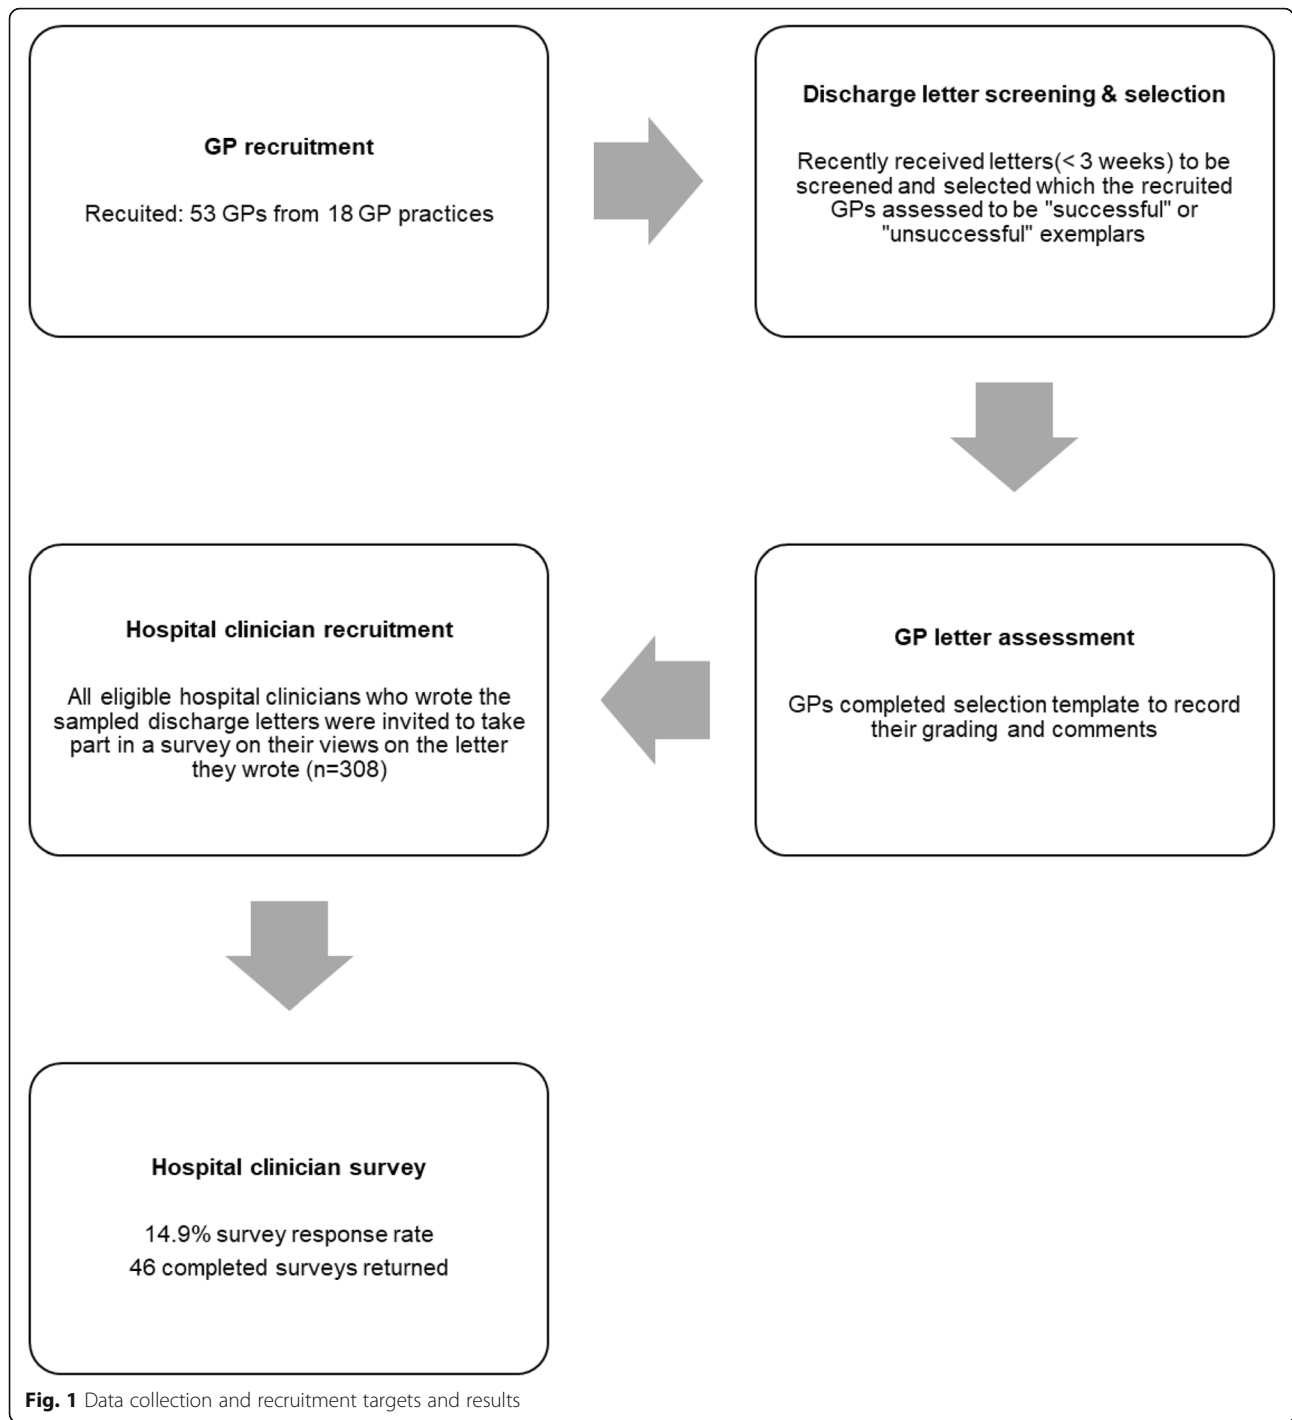 GP recruitment
Recuited: 53 GPs from 18 GP practices
Discharge letter screening & selection
Recently received letters(< 3 weeks) to be
screened and selected which the recruited
GPs assessed to be "successful" or
"unsuccessful" exemplars
GP letter assessment
GPs completed selection template to record
their grading and comments
Hospital clinician recruitment
All eligible hospital clinicians who wrote the
sampled discharge letters were invited to take
part in a survey on their views on the letter
they wrote (n=308)
Hospital clinician survey
14.9% survey response rate
46 completed surveys returned
Fig. 1 Data collection and recruitment targets and results